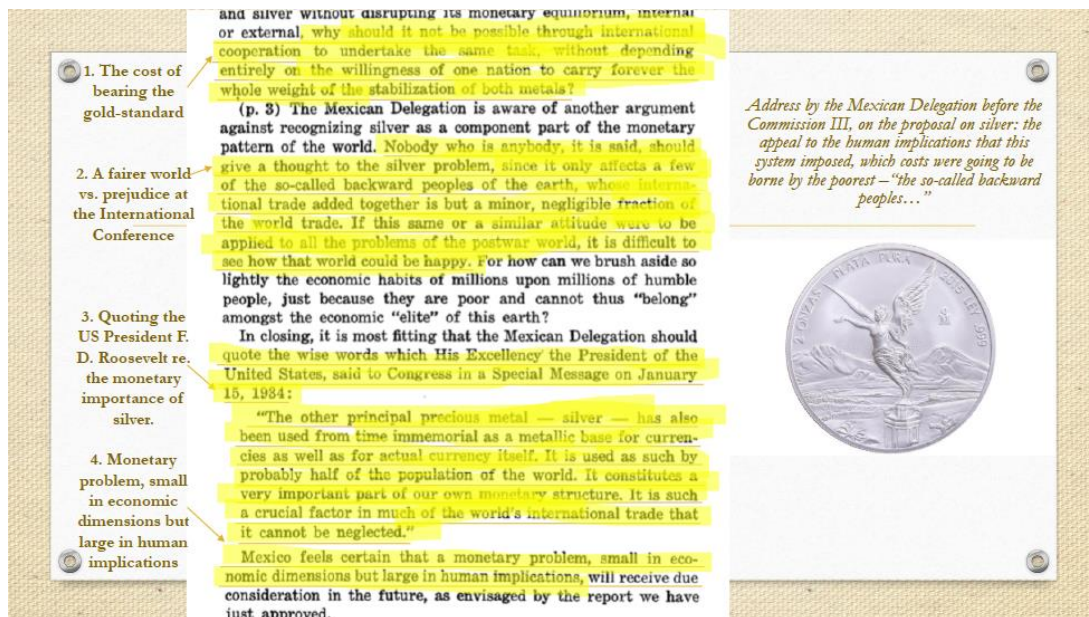 and silver without disrupting its monetary equilibrium, internal
or external, why should it not be possible through international
cooperation to undertake the same task, without depending
entirely on the willingness of one nation to carry forever the
whole weight of the stabilization of both metals?
(p. 3) The Mexican Delegation is aware of another argument
against recognizing silver as a component part of the monetary
pattern of the world. Nobody who is anybody, it is said, should
give a thought to the silver problem, since it only affects a few
of the so-called backward peoples of the earth, whose interna-
tional trade added together is but a minor, negligible fraction of
the world trade. If this same or a similar attitude were to be
applied to all the problems of the postwar world, it is difficult to
see how that world could be happy. For how can we brush aside so
lightly the economic habits of millions upon millions of humble
people, just because they are poor and cannot thus "belong"
amongst the economic "elite" of this earth?
In closing, it is most fitting that the Mexican Delegation should
quote the wise words which His Excellency the President of the
United States, said to Congress in a Special Message on January
15, 1934:
"The other principal precious metal — silver — has also
been used from time immemorial as a metallic base for curren-
cies as well as for actual currency itself. It is used as such by
probably half of the population of the world. It constitutes a
very important part of our own monetary structure. It is such
a crucial factor in much of the world's international trade that
it cannot be neglected."
Mexico feels certain that a monetary problem, small in eco-
nomic dimensions but large in human implications, will receive due
consideration in the future, as envisaged by the report we have
just approved.
1. The cost of
bearing the
gold-standard
2. A fairer world
vs. prejudice at
the International
Conference
3. Quoting the
US President F.
D. Roosevelt re.
the monetary
importance of
silver.
4. Monetary
problem, small
in economic
dimensions but
large in human
implications
Address by the Mexican Delegation before the
Commission III, on the proposal on silver: the
appeal to the human implications that this
system imposed, which costs were going to be
borne by the poorest –"the so-called backward
peoples…"
2 ONZAS PLATA PURA 2015 LEY .999